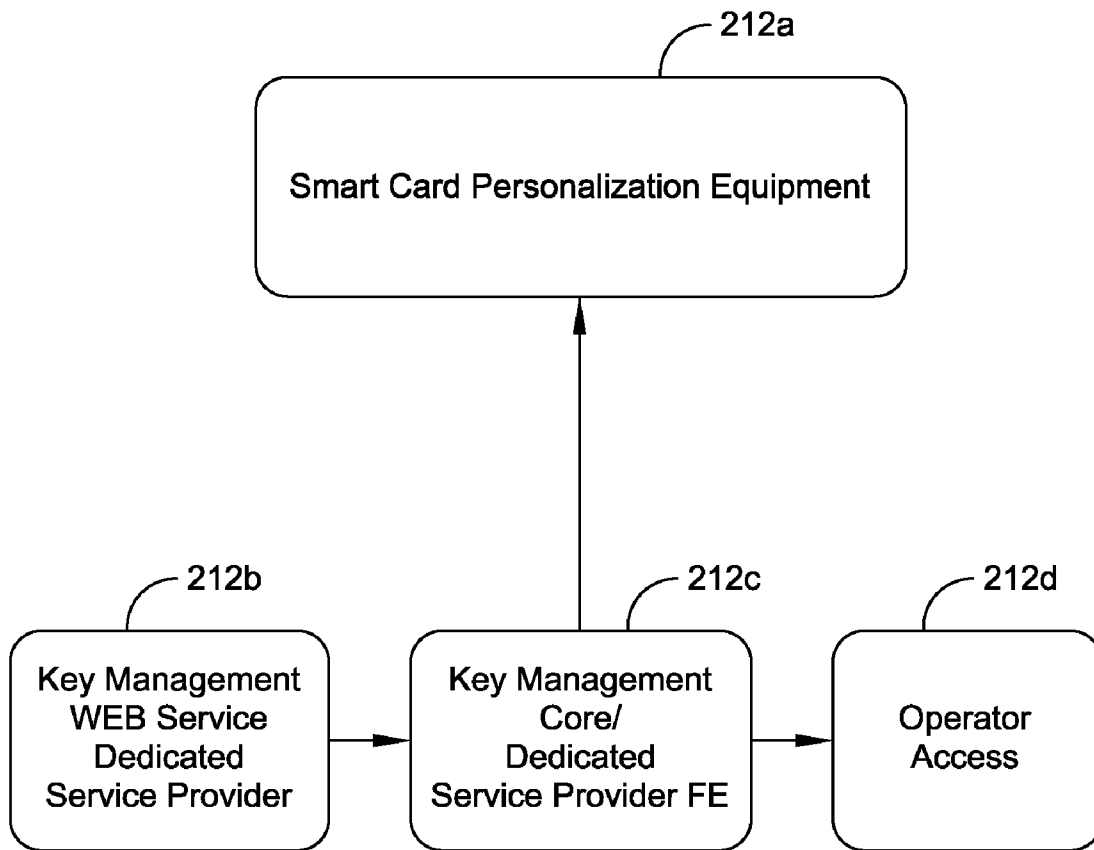 212a
Smart Card Personalization Equipment
212b
Key Management
WEB Service
Dedicated
Service Provider
212c
Key Management
Core/
Dedicated
Service Provider FE
212d
Operator
Access